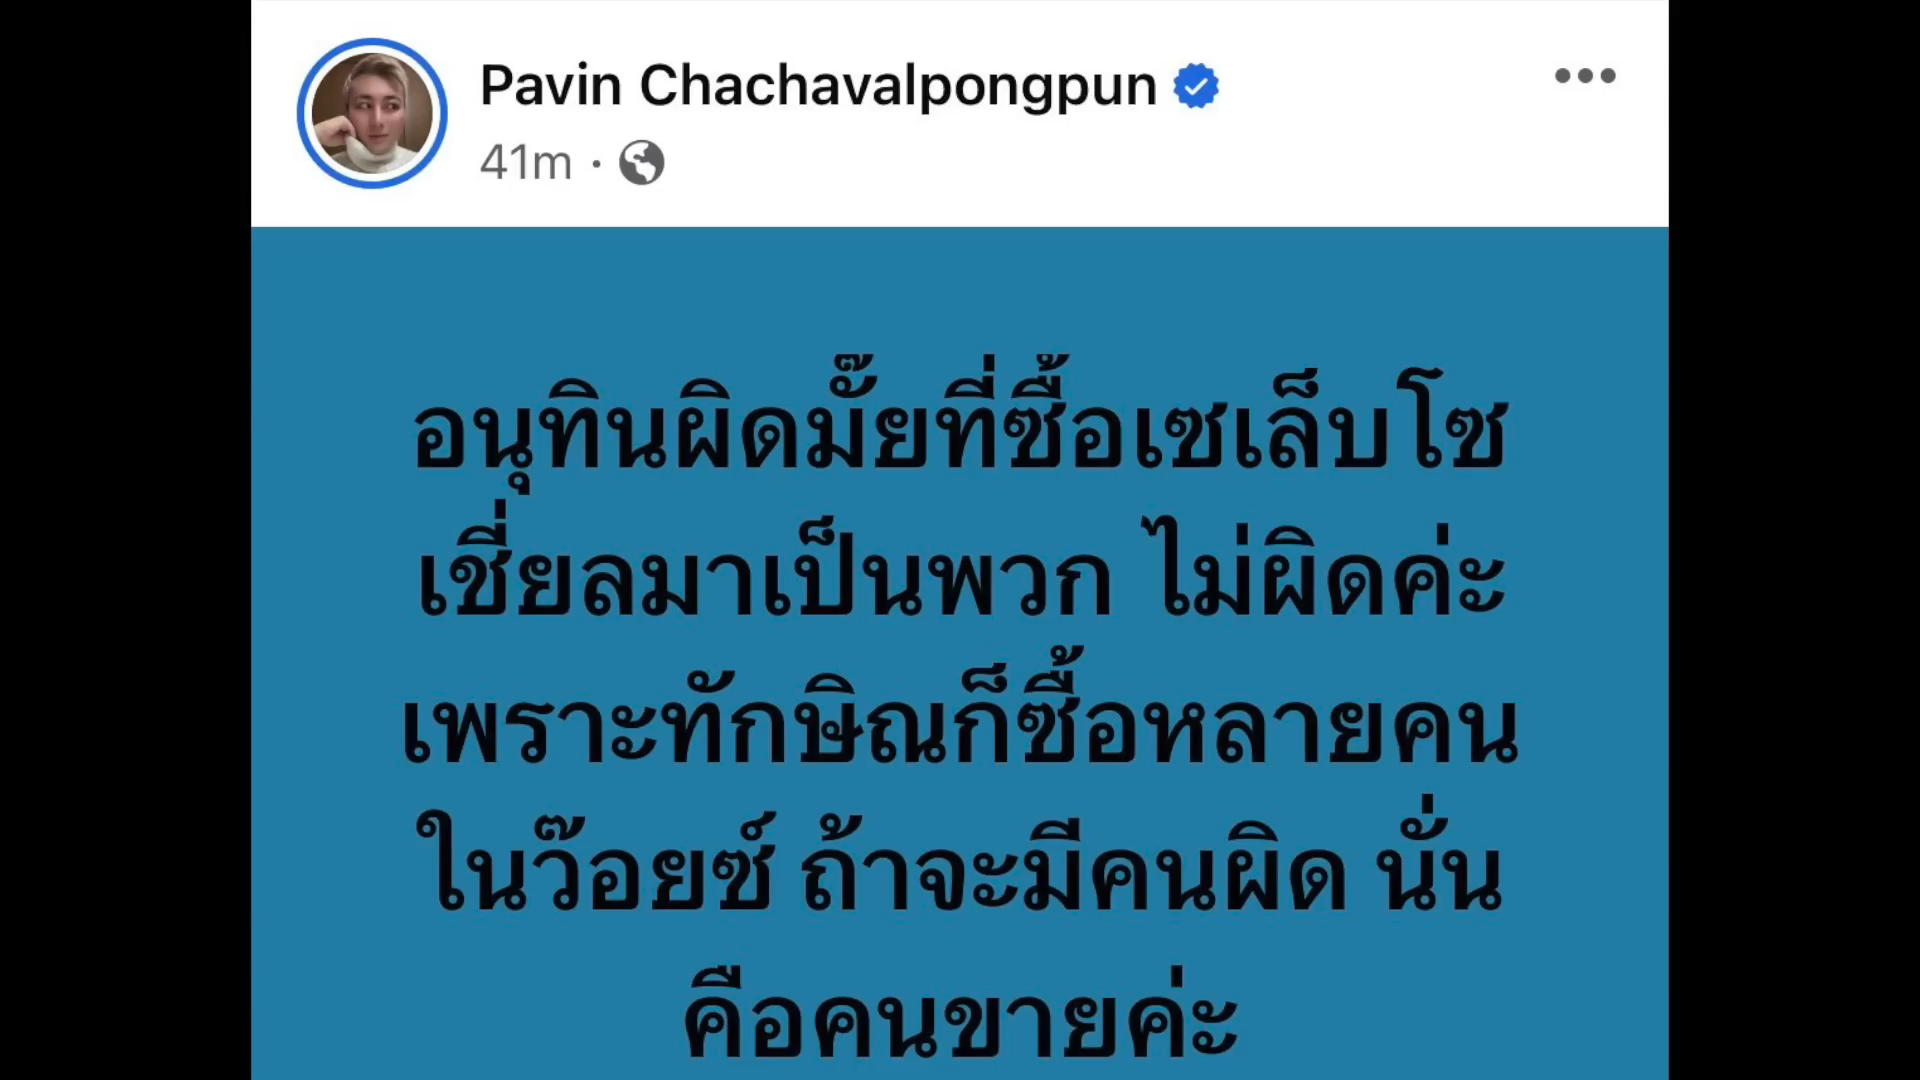 Pavin Chachavalpongpun
41m ·
อนุทินผิดมั๊ยที่ซื้อเซเล็บโซ
เชี่ยลมาเป็นพวก ไม่ผิดค่ะ
เพราะทักษิณก็ซื้อหลายคน
ในว๊อยซ์ ถ้าจะมีคนผิด นั่น
คือคนขายค่ะ